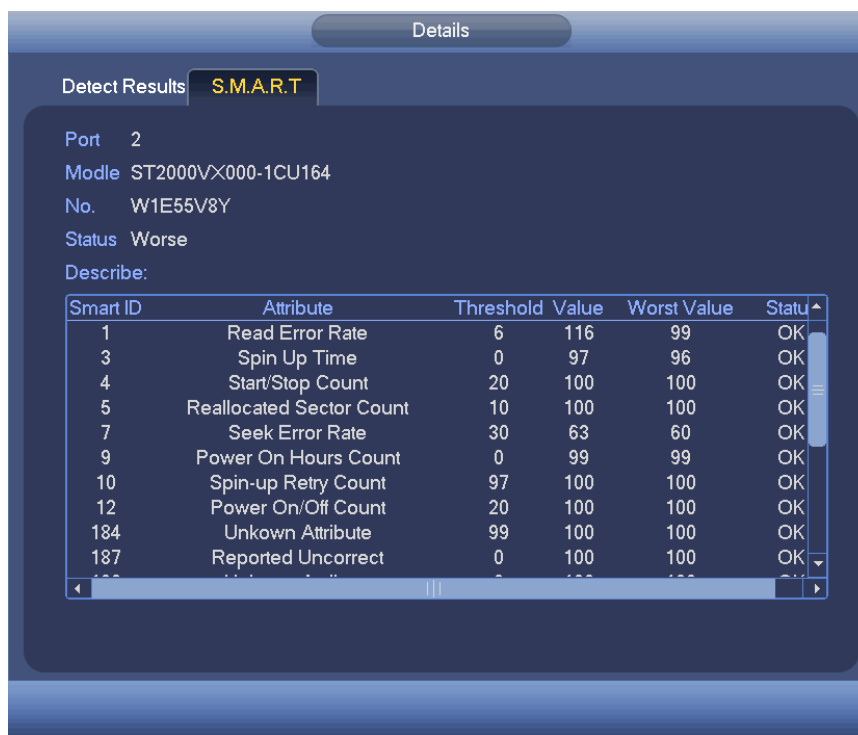 Details
Detect Results S.M.A.R.T
Port 2
Modle ST2000VX000-1CU164
No. W1E55V8Y
Status Worse
Describe:
Smart ID Attribute Threshold Value Worst Value Statu
1 Read Error Rate 6 116 99 OK
3 Spin Up Time 0 97 96 OK
4 Start/Stop Count 20 100 100 OK
5 Reallocated Sector Count 10 100 100 OK
7 Seek Error Rate 30 63 60 OK
9 Power On Hours Count 0 99 99 OK
10 Spin-up Retry Count 97 100 100 OK
12 Power On/Off Count 20 100 100 OK
184 Unkown Attribute 99 100 100 OK
187 Reported Uncorrect 0 100 100 OK